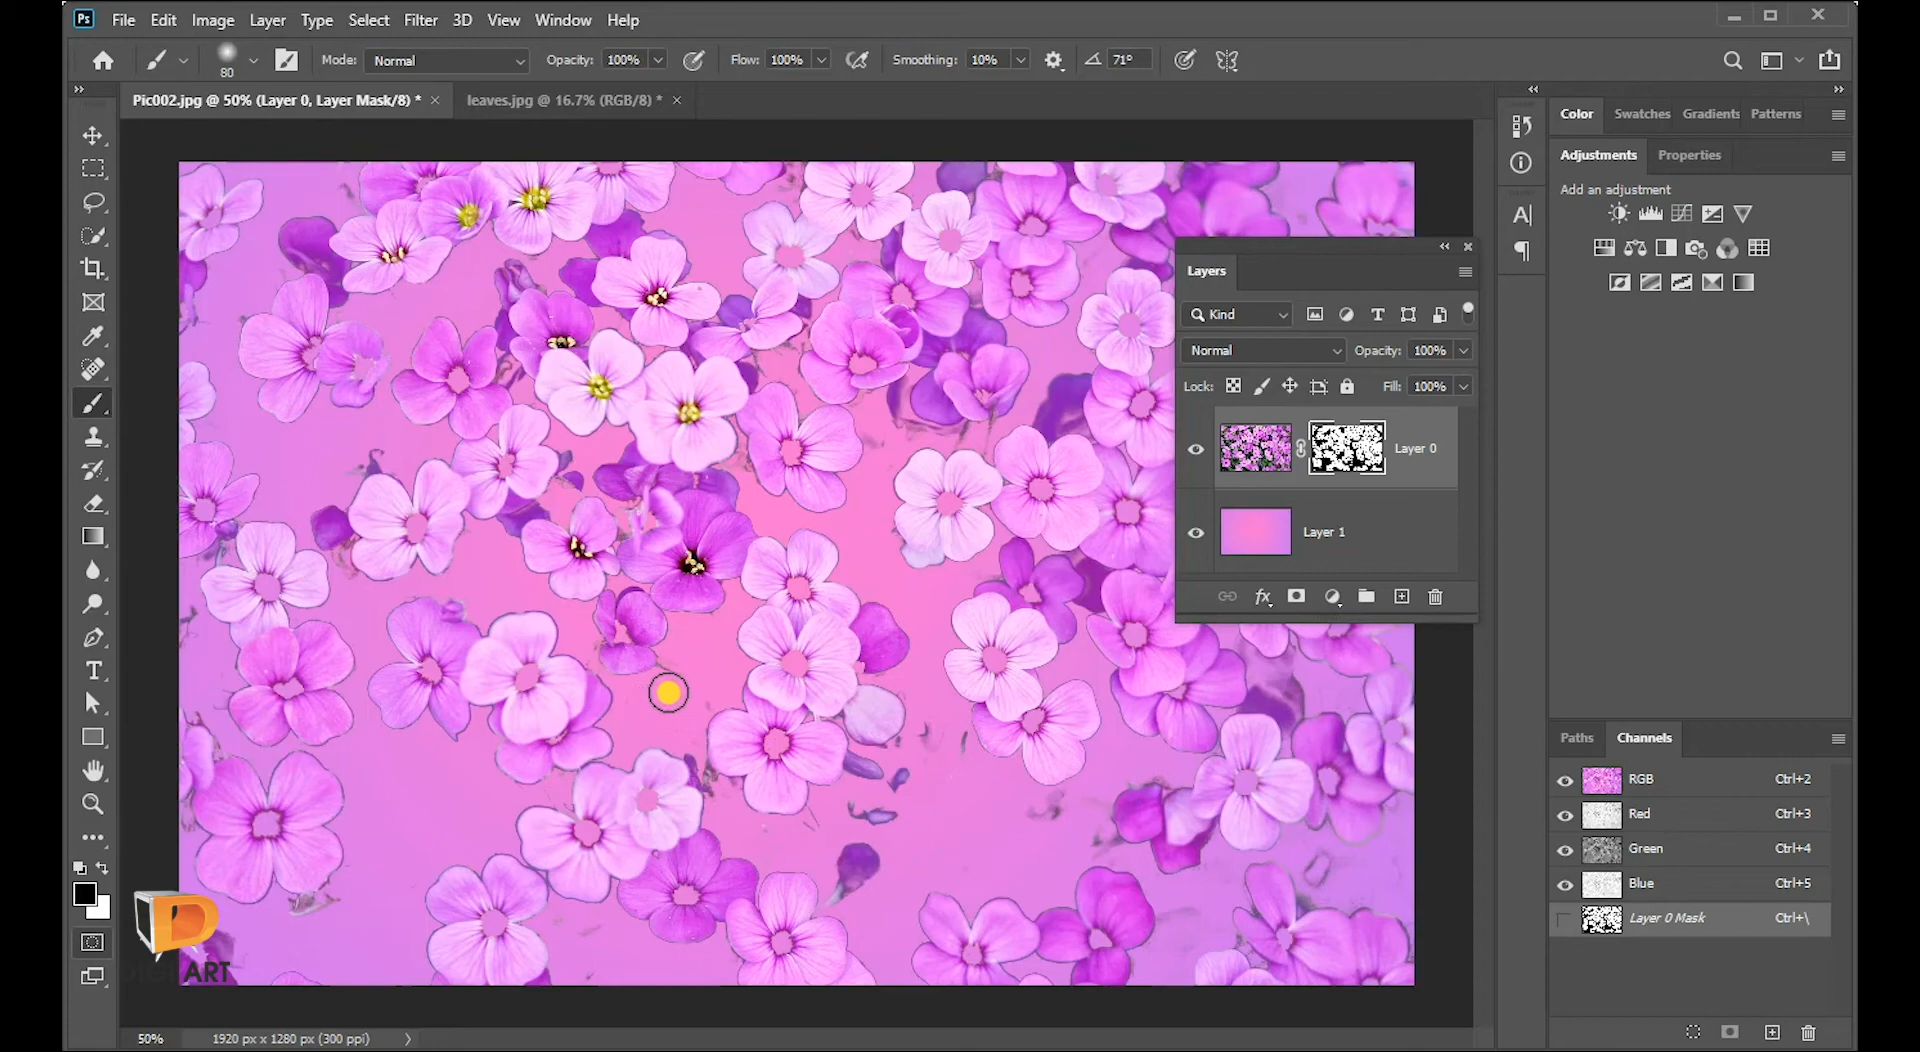 Ps File Edit Image Layer Type Select Filter 3D View Window Help
80 Mode: Normal Opacity: 100% Flow: 100% Smoothing: 10% 71°
Pic002.jpg @ 50% (Layer 0, Layer Mask/8) * leaves.jpg @ 16.7% (RGB/8) *
Color Swatches Gradients Patterns
Adjustments Properties
Add an adjustment
Layers
Kind
Normal Opacity: 100%
Lock: Fill: 100%
Layer 0
Layer 1
Paths Channels
RGB Ctrl+2
Red Ctrl+3
Green Ctrl+4
Blue Ctrl+5
Layer 0 Mask Ctrl+\
DIGI ART
50% 1920 px x 1280 px (300 ppi)